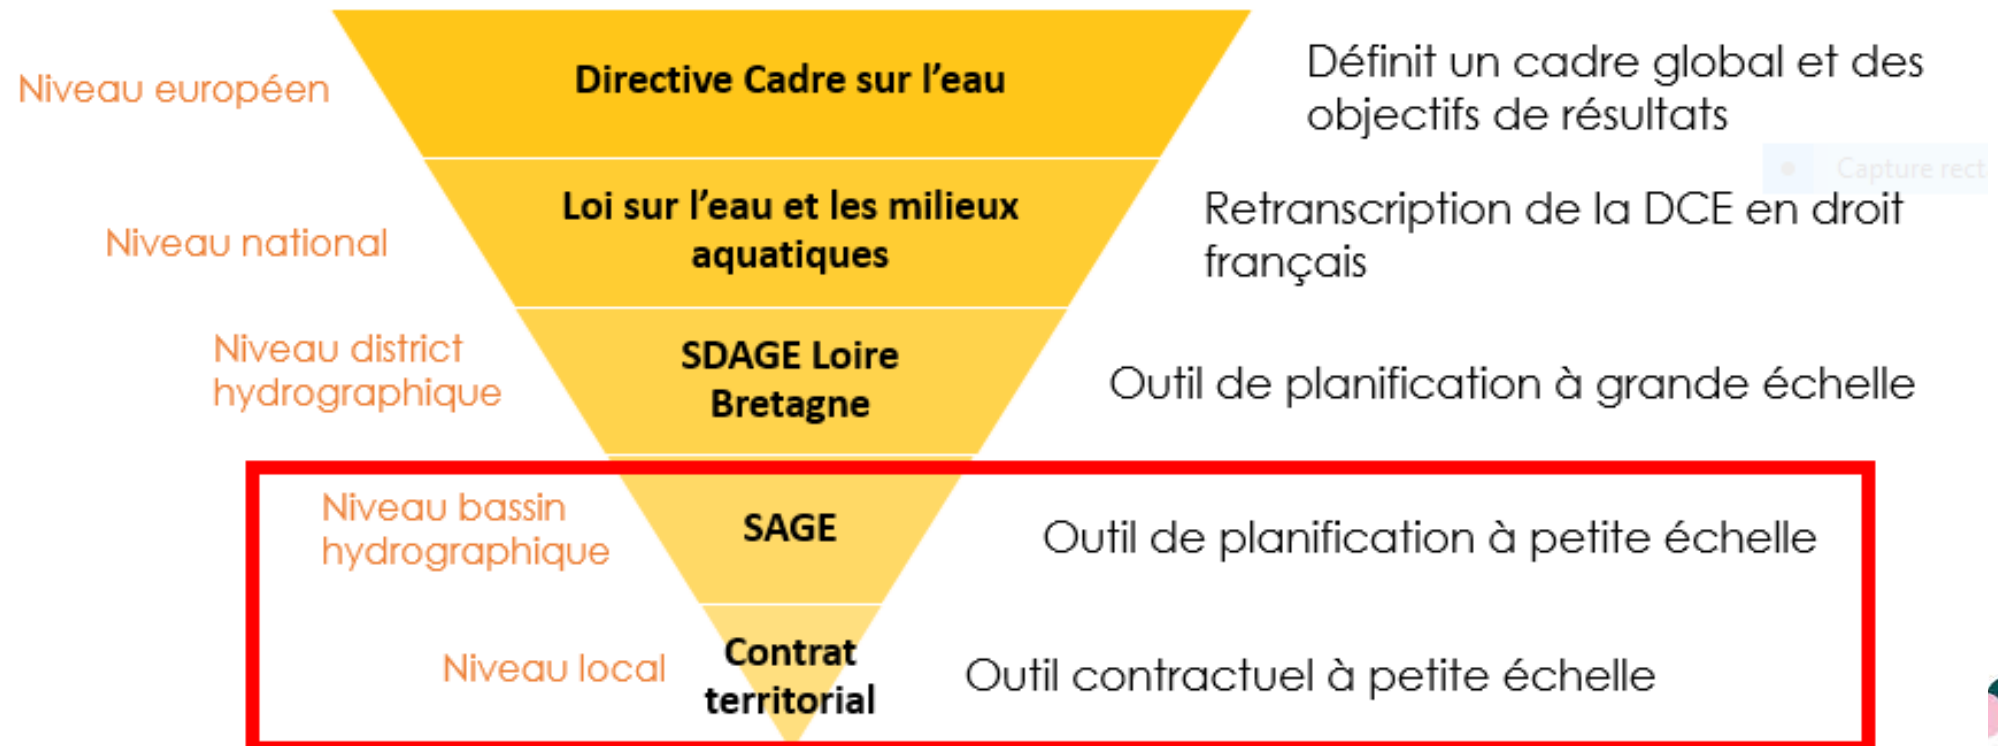 Niveau européen
Directive Cadre sur l'eau
Définit un cadre global et des
objectifs de résultats
Capture rect
Niveau national
Loi sur l'eau et les milieux
aquatiques
Retranscription de la DCE en droit
français
Niveau district
hydrographique
SDAGE Loire
Bretagne
Outil de planification à grande échelle
Niveau bassin
hydrographique
SAGE
Outil de planification à petite échelle
Niveau local
Contrat
territorial
Outil contractuel à petite échelle